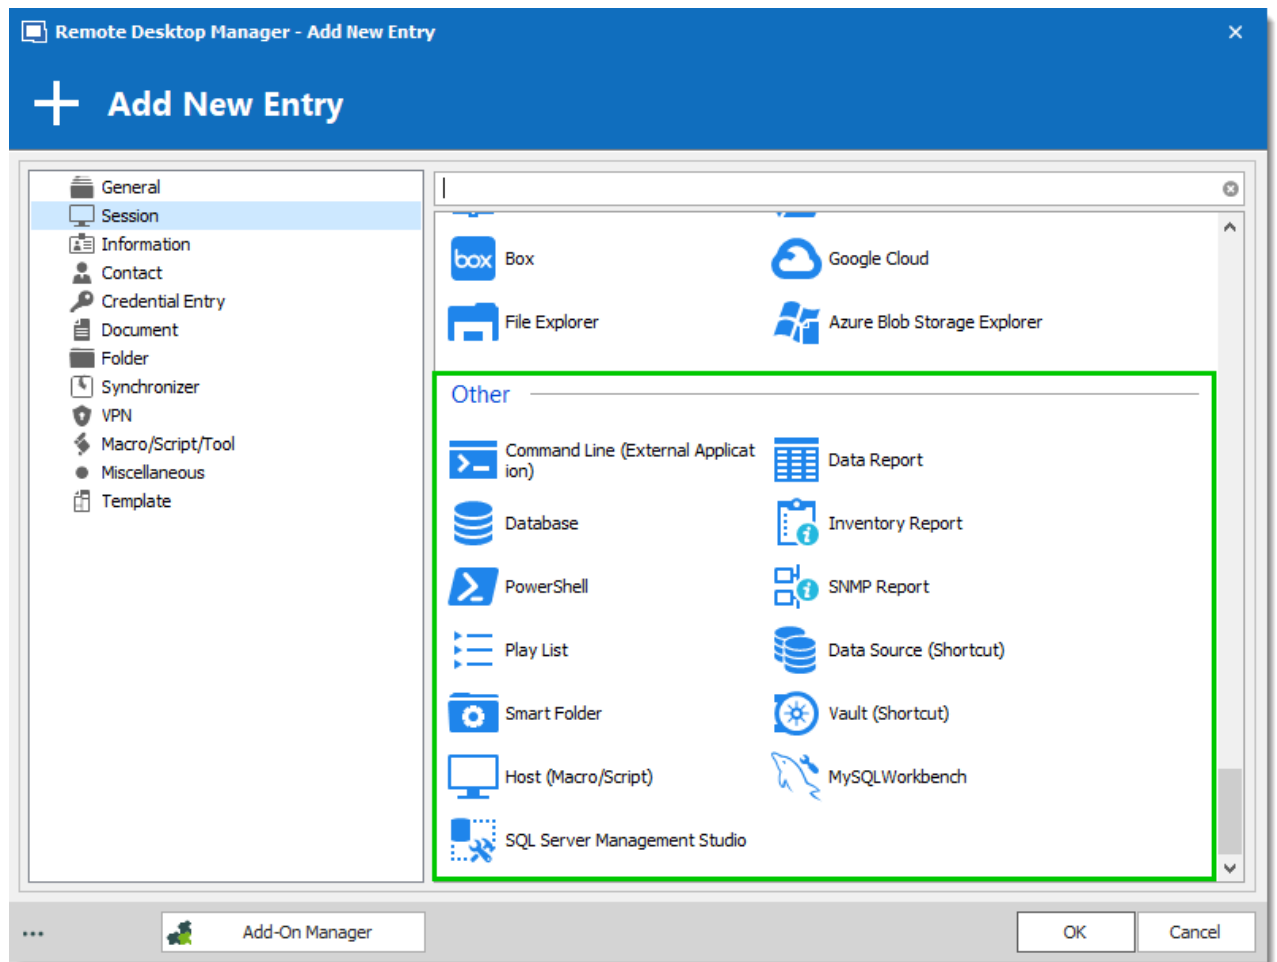 Remote Desktop Manager - Add New Entry
Add New Entry
General
Session
Information
Contact
Credential Entry
Document
Folder
Synchronizer
VPN
Macro/Script/Tool
Miscellaneous
Template
box
Box
Google Cloud
File Explorer
Azure Blob Storage Explorer
Other
Command Line (External Applicat
ion)
Data Report
Database
Inventory Report
PowerShell
SNMP Report
Play List
Data Source (Shortcut)
Smart Folder
Vault (Shortcut)
Host (Macro/Script)
MySQLWorkbench
SQL Server Management Studio
Add-On Manager
OK
Cancel